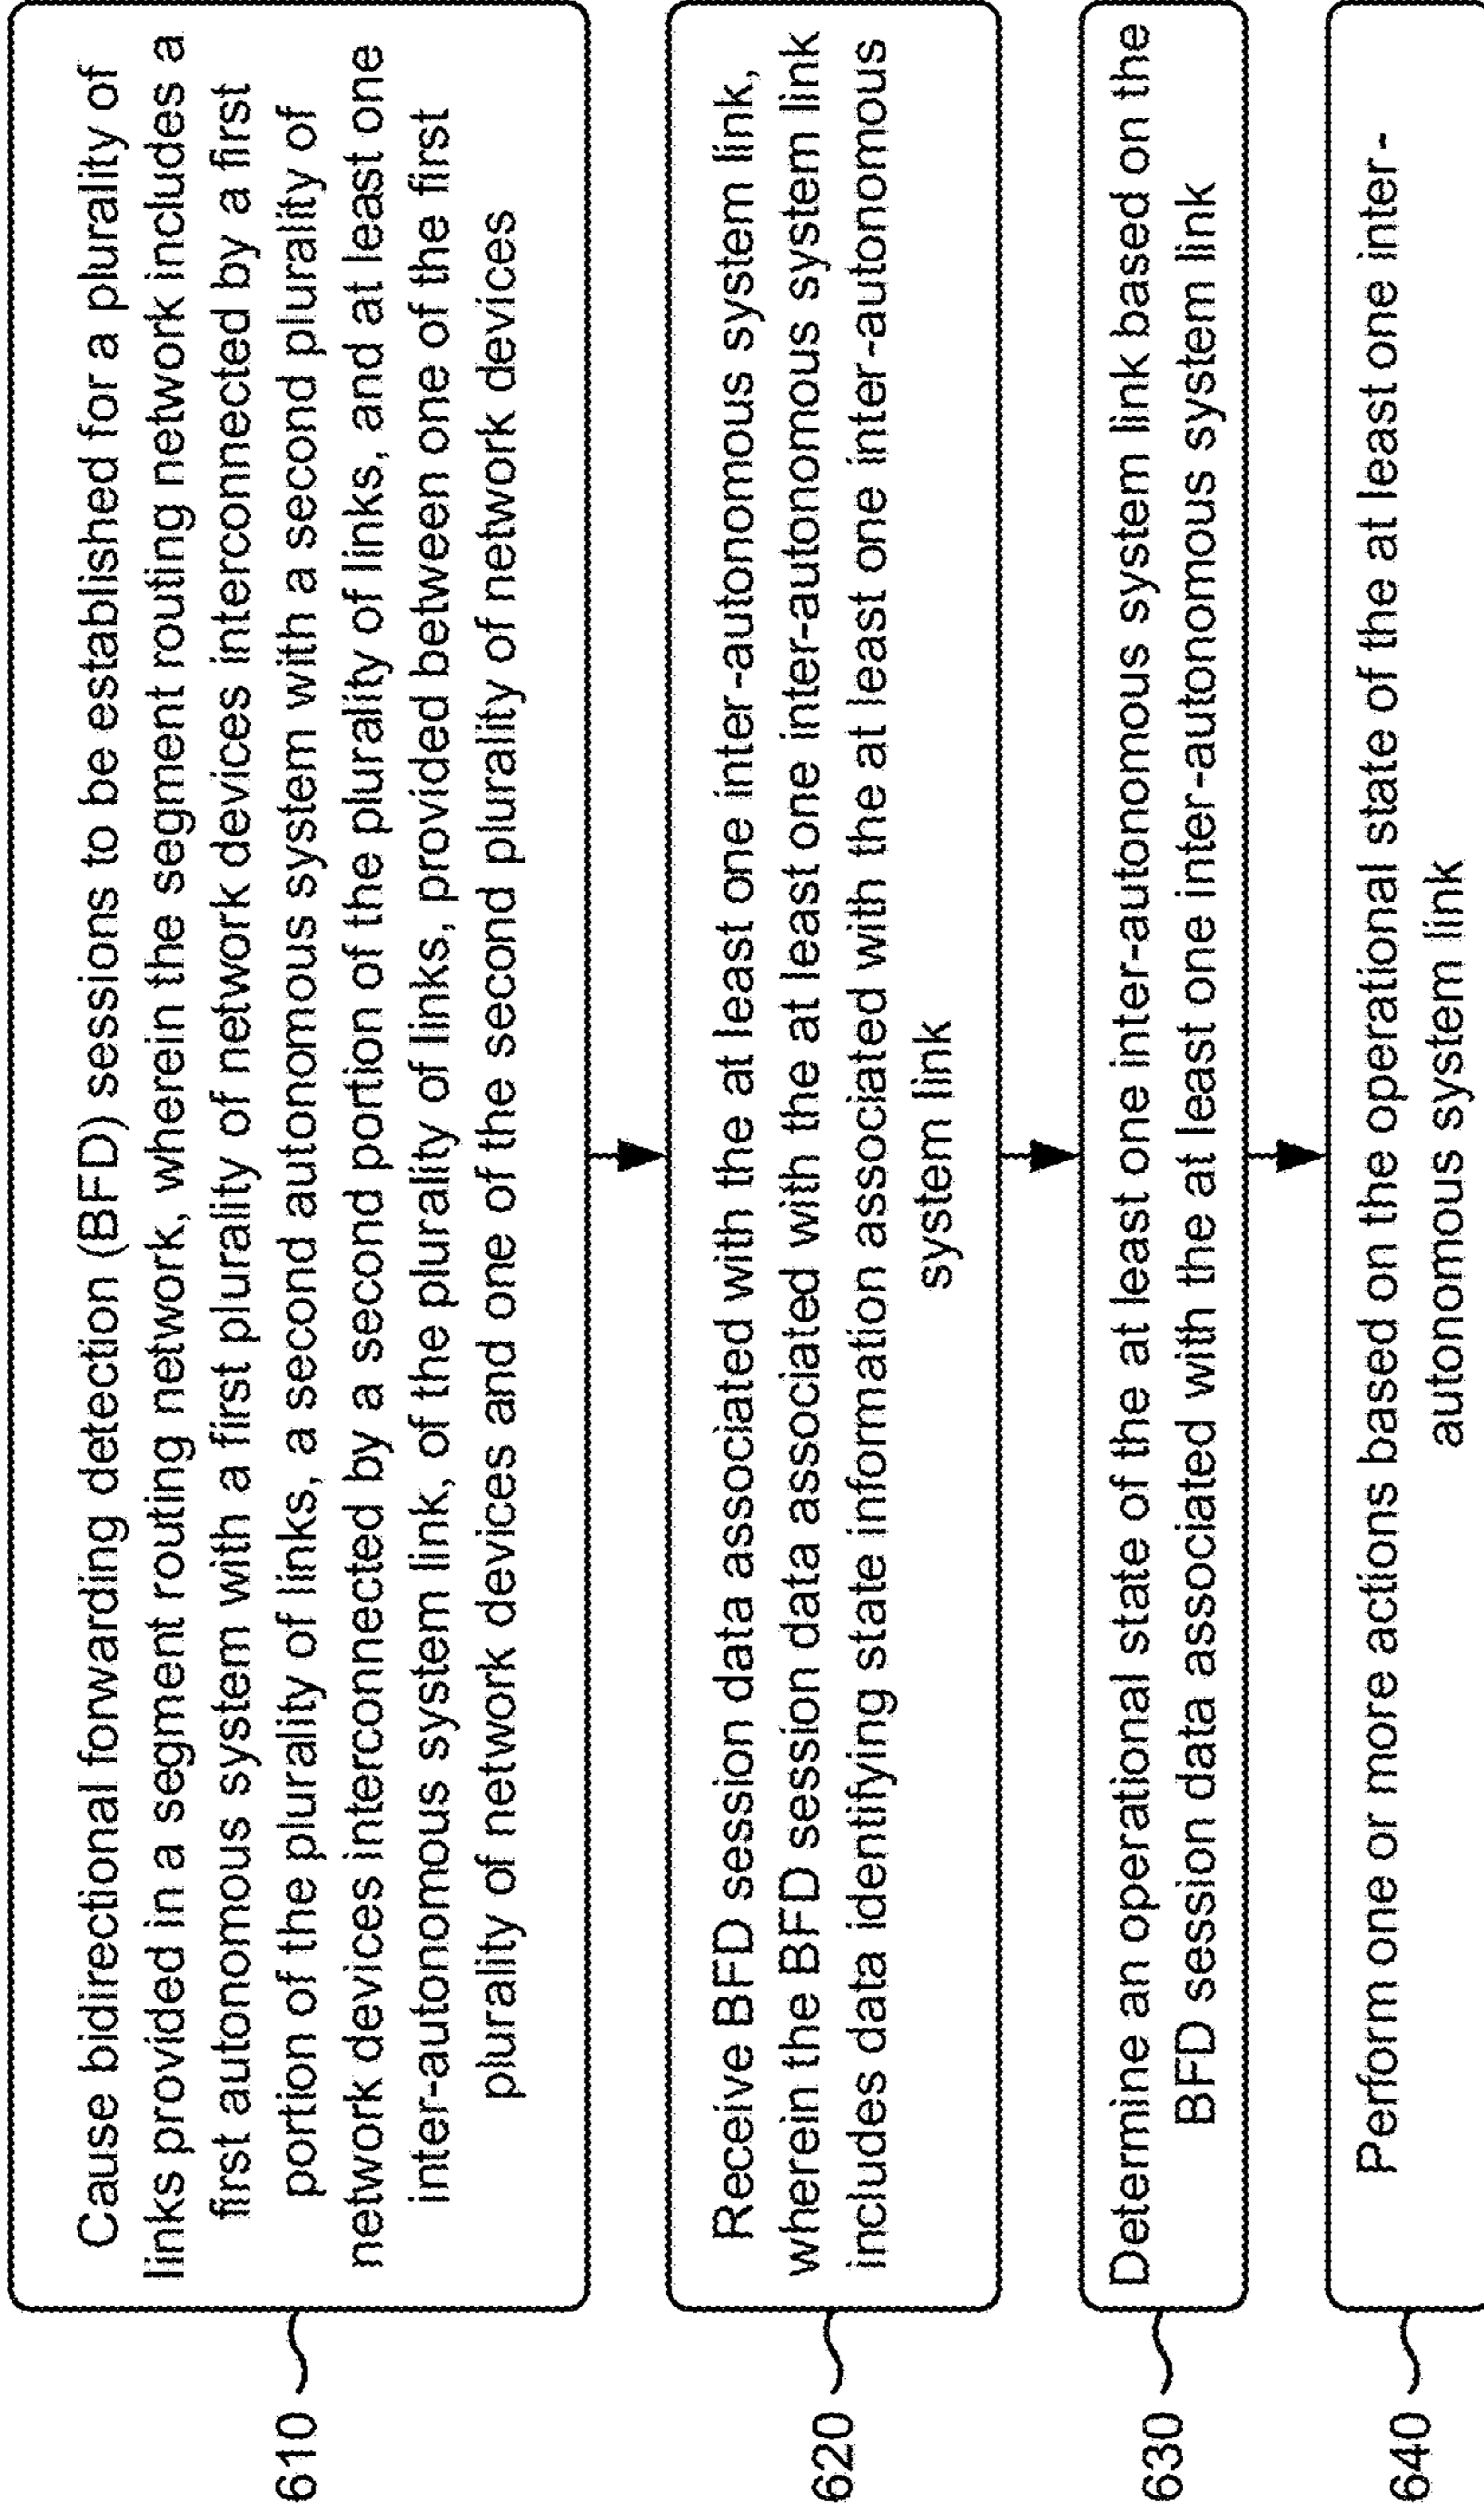 610
Cause bidirectional forwarding detection (BFD) sessions to be established for a plurality of
links provided in a segment routing network, wherein the segment routing network includes a
first autonomous system with a first plurality of network devices interconnected by a first
portion of the plurality of links, a second autonomous system with a second plurality of
network devices interconnected by a second portion of the plurality of links, and at least one
inter-autonomous system link, of the plurality of links, provided between one of the first
plurality of network devices and one of the second plurality of network devices
620
Receive BFD session data associated with the at least one inter-autonomous system link,
wherein the BFD session data associated with the at least one inter-autonomous system link
includes data identifying state information associated with the at least one inter-autonomous
system link
630
Determine an operational state of the at least one inter-autonomous system link based on the
BFD session data associated with the at least one inter-autonomous system link
640
Perform one or more actions based on the operational state of the at least one inter-
autonomous system link